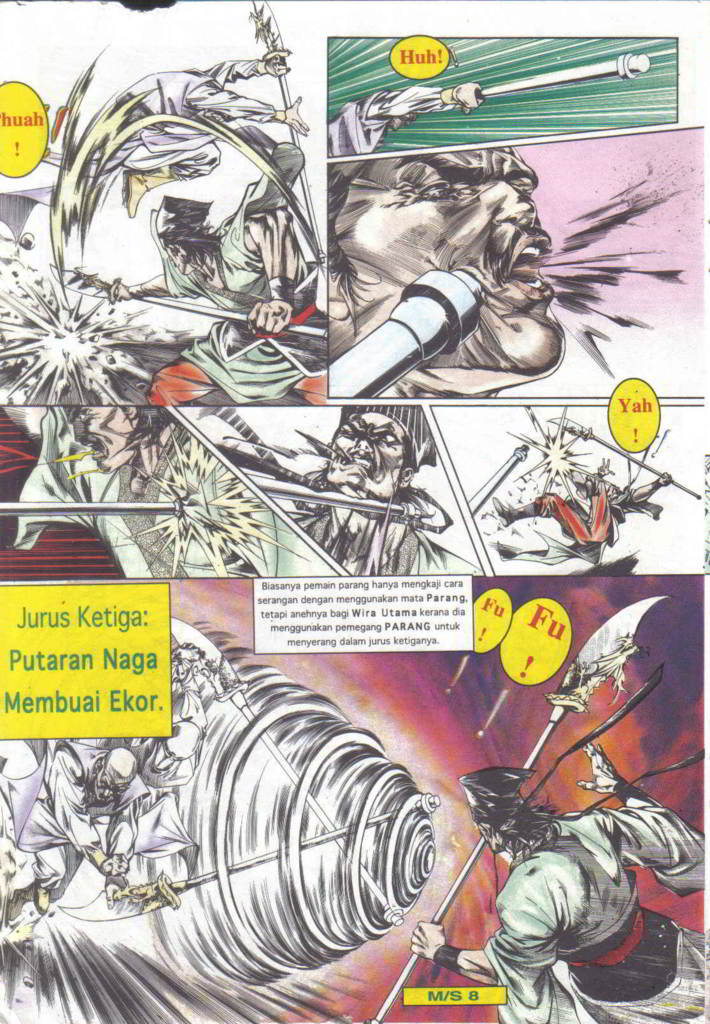 Huh!
huah
!
Yah
!
Biasanya pemain parang hanya mengkaji cara
serangan dengan menggunakan mata Parang,
tetapi anehnya bagi Wira Utama kerana dia
menggunakan pemegang PARANG untuk
menyerang dalam jurus ketiganya.
Jurus Ketiga:
Putaran Naga
Membuai Ekor.
Fu
!
Fu
!
M/S 8